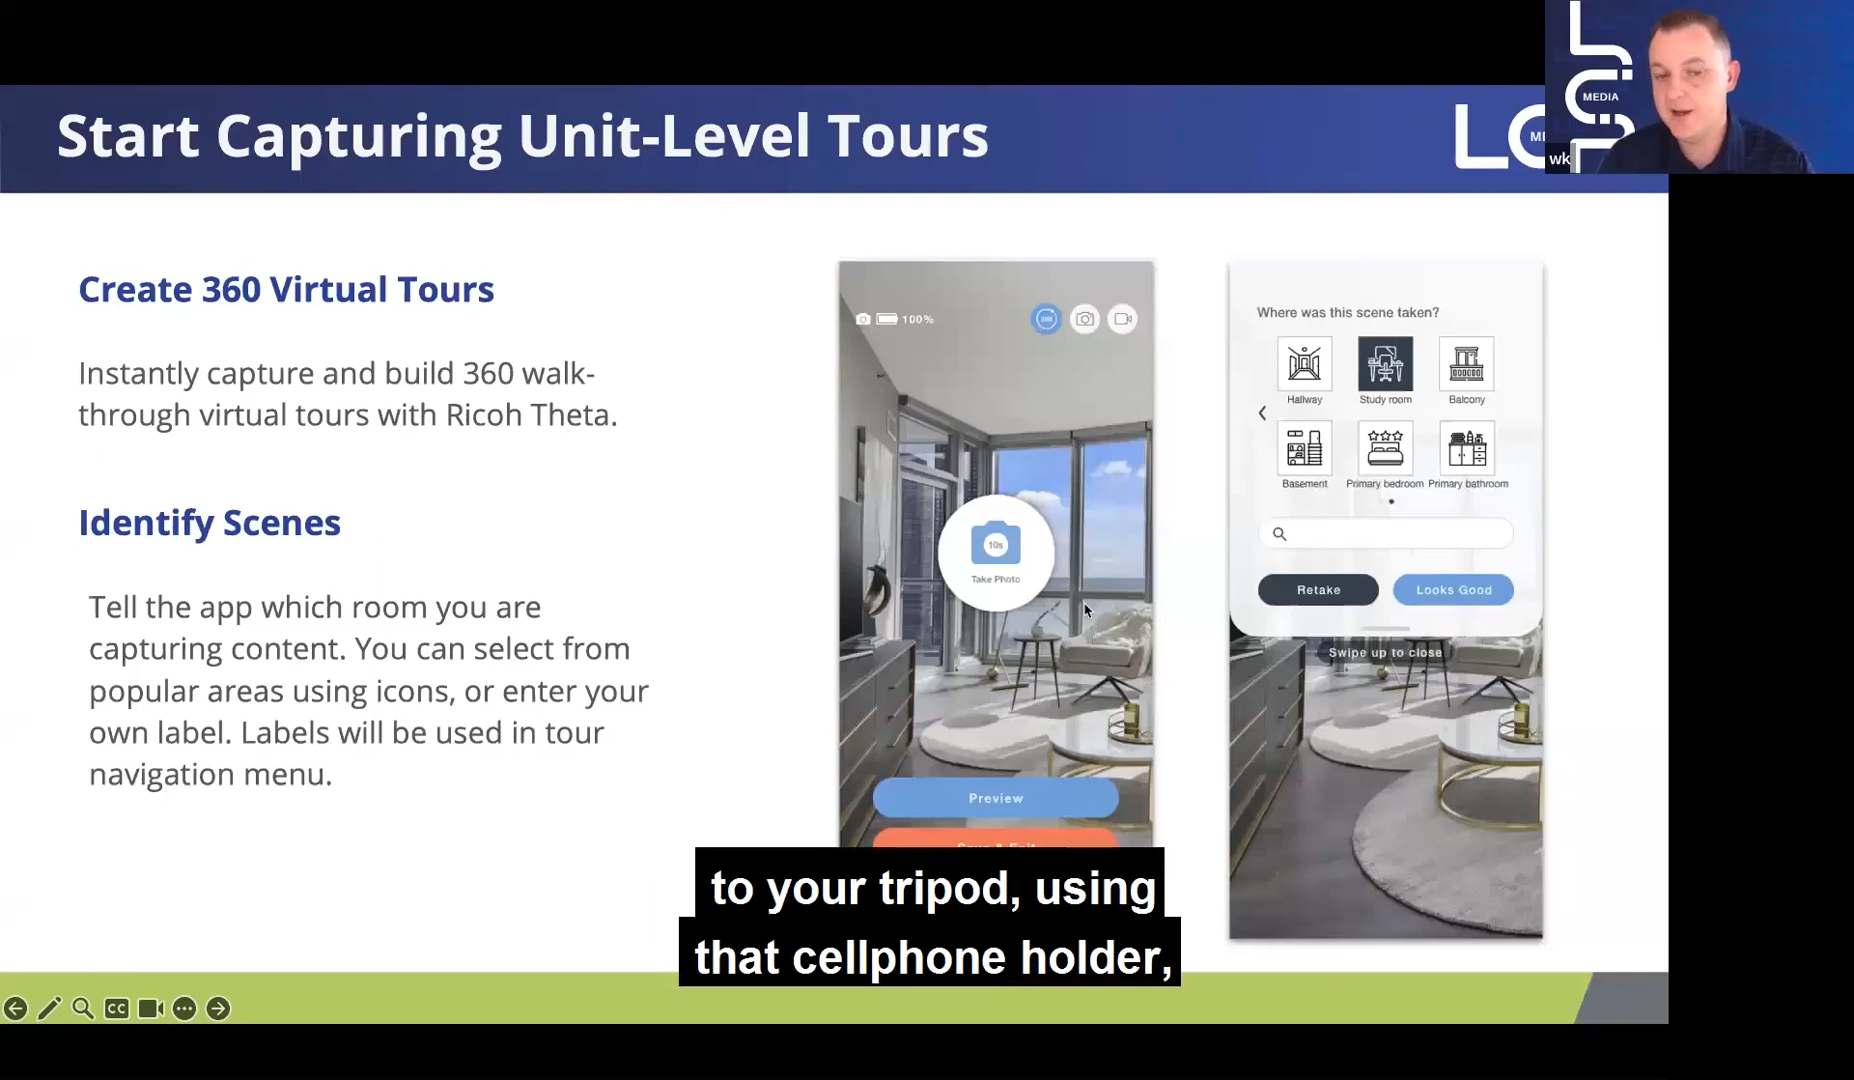 Start Capturing Unit-Level Tours
MEDIA
wk
Create 360 Virtual Tours
Instantly capture and build 360 walk-
through virtual tours with Ricoh Theta.
Identify Scenes
Tell the app which room you are
capturing content. You can select from
popular areas using icons, or enter your
own label. Labels will be used in tour
navigation menu.
100%
10s
Take Photo
Preview
Save & Exit
Where was this scene taken?
Hallway Study room Balcony
Basement Primary bedroom Primary bathroom
Retake Looks Good
Swipe up to close
to your tripod, using
that cellphone holder,
CC